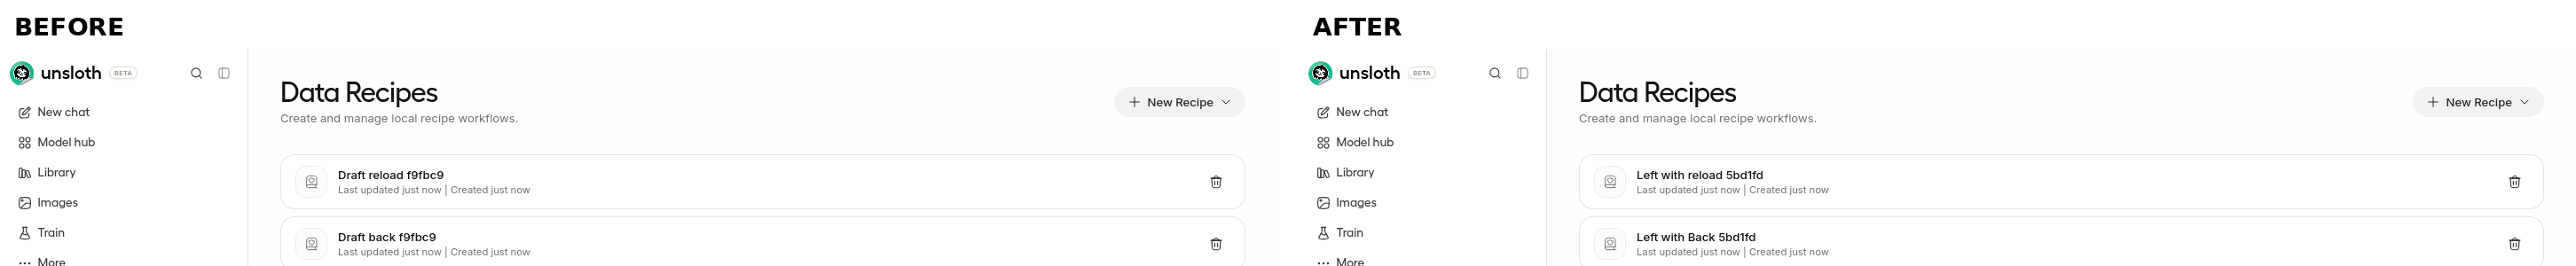 BEFORE
unsloth BETA
New chat
Model hub
Library
Images
Train
More
Data Recipes
Create and manage local recipe workflows.
New Recipe
Draft reload f9fbc9
Last updated just now | Created just now
Draft back f9fbc9
Last updated just now | Created just now
AFTER
unsloth BETA
New chat
Model hub
Library
Images
Train
More
Data Recipes
Create and manage local recipe workflows.
New Recipe
Left with reload 5bd1fd
Last updated just now | Created just now
Left with Back 5bd1fd
Last updated just now | Created just now